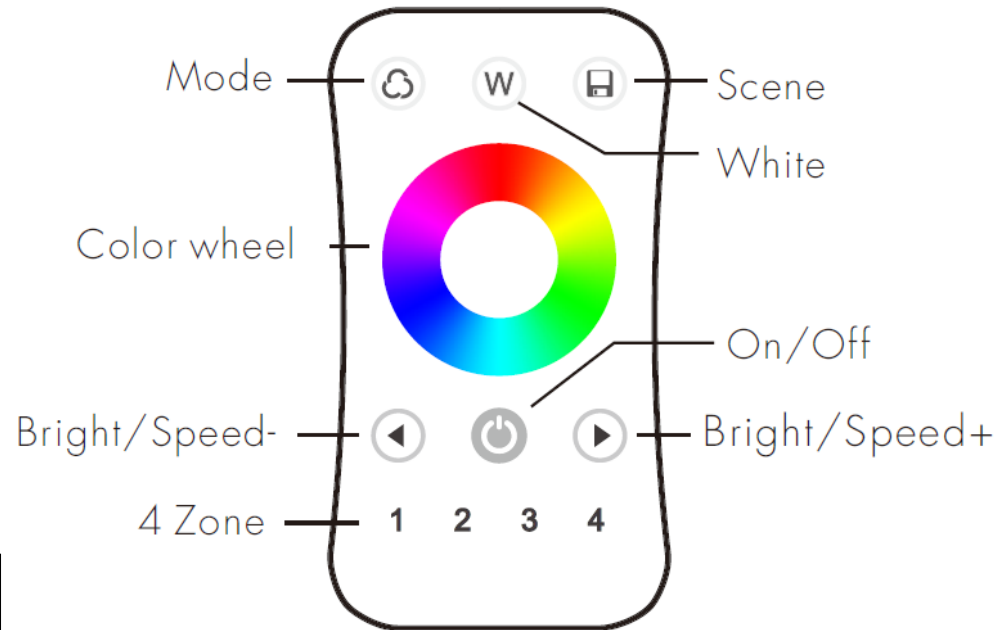 Mode
W
Scene
White
Color wheel
On/Off
Bright/Speed-
Bright/Speed+
4 Zone
1 2 3 4